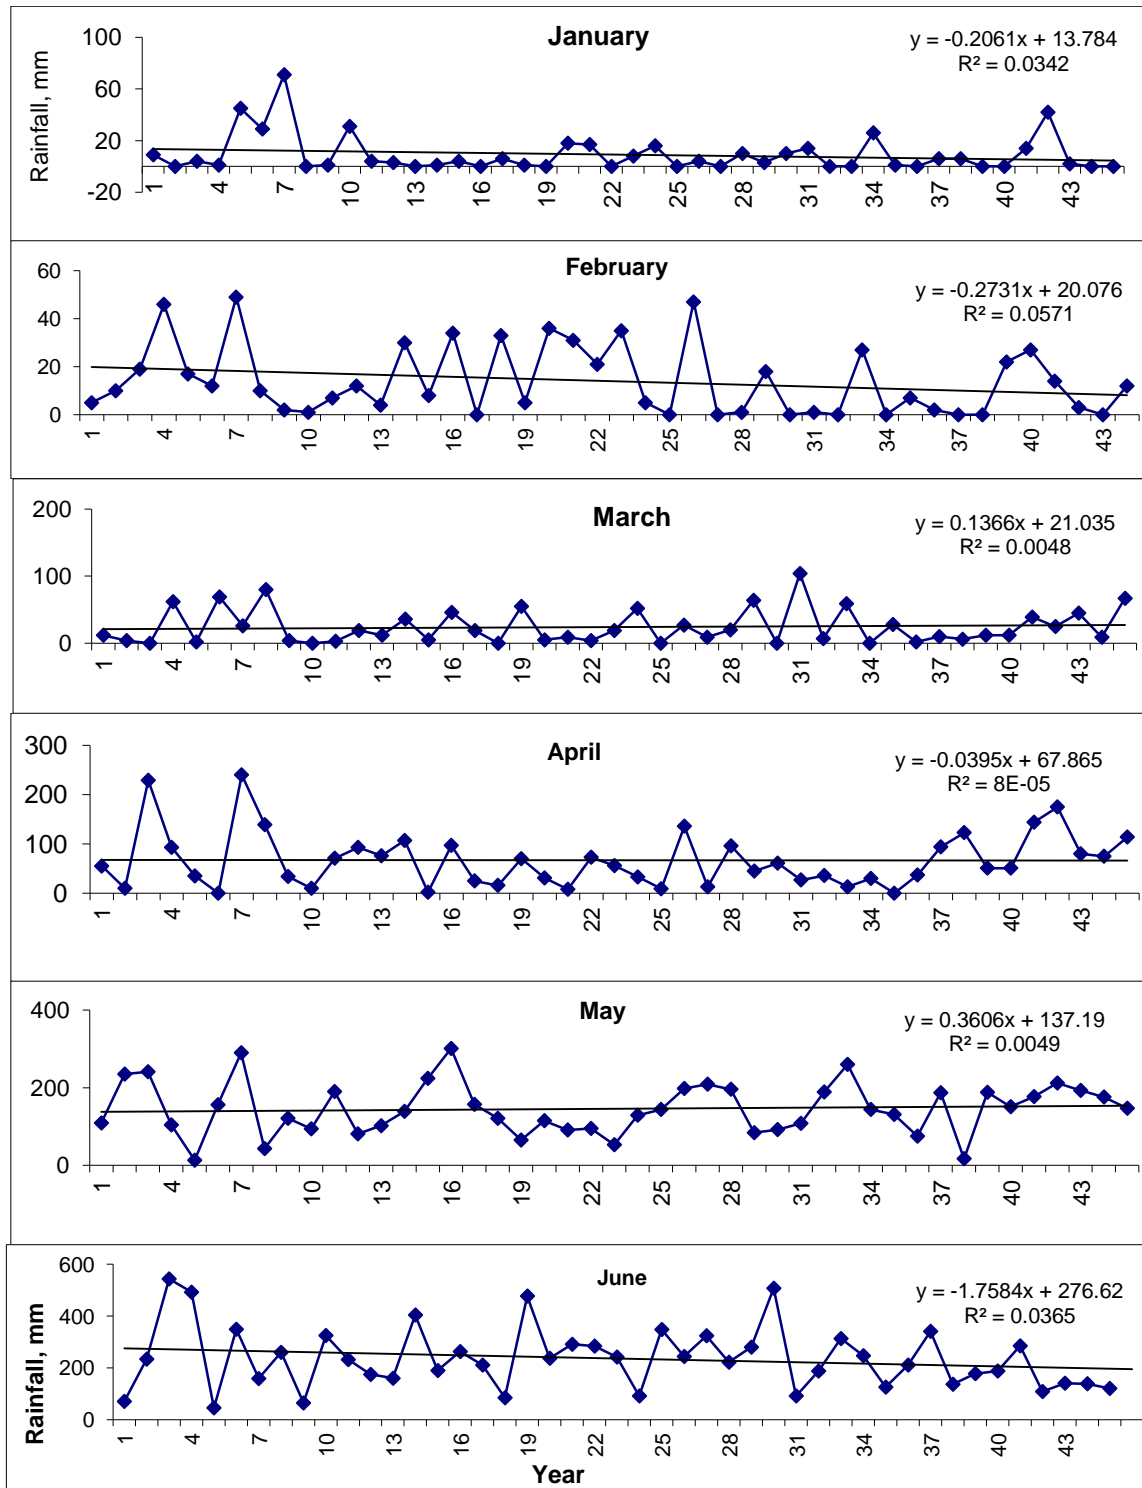 January
y = -0.2061x + 13.784
R² = 0.0342
Rainfall, mm
100
60
20
-20
1 4 7 10 13 16 19 22 25 28 31 34 37 40 43
February
y = -0.2731x + 20.076
R² = 0.0571
60
40
20
0
1 4 7 10 13 16 19 22 25 28 31 34 37 40 43
March
y = 0.1366x + 21.035
R² = 0.0048
200
100
0
1 4 7 10 13 16 19 22 25 28 31 34 37 40 43
April
y = -0.0395x + 67.865
R² = 8E-05
300
200
100
0
1 4 7 10 13 16 19 22 25 28 31 34 37 40 43
May
y = 0.3606x + 137.19
R² = 0.0049
400
200
0
1 4 7 10 13 16 19 22 25 28 31 34 37 40 43
June
y = -1.7584x + 276.62
R² = 0.0365
Rainfall, mm
600
400
200
0
1 4 7 10 13 16 19 22 25 28 31 34 37 40 43
Year